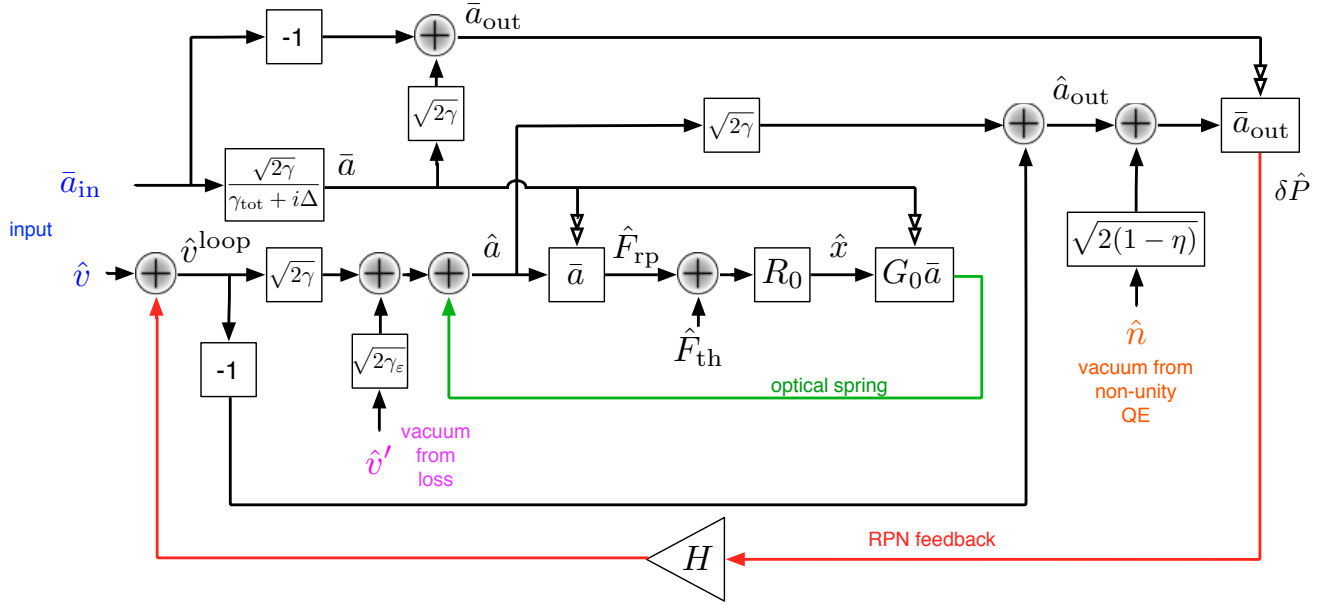 ā_out
-1
√2γ
â_out
√2γ
ā_out
ā_in
√2γ / γ_tot + iΔ
ā
δP̂
input
v̂^loop
â
F̂_rp
x̂
√2(1 − η)
v̂
√2γ
ā
R_0
G_0ā
F̂_th
n̂
-1
√2γ_ε
optical spring
vacuum from
non-unity
QE
v̂′
vacuum
from
loss
RPN feedback
H